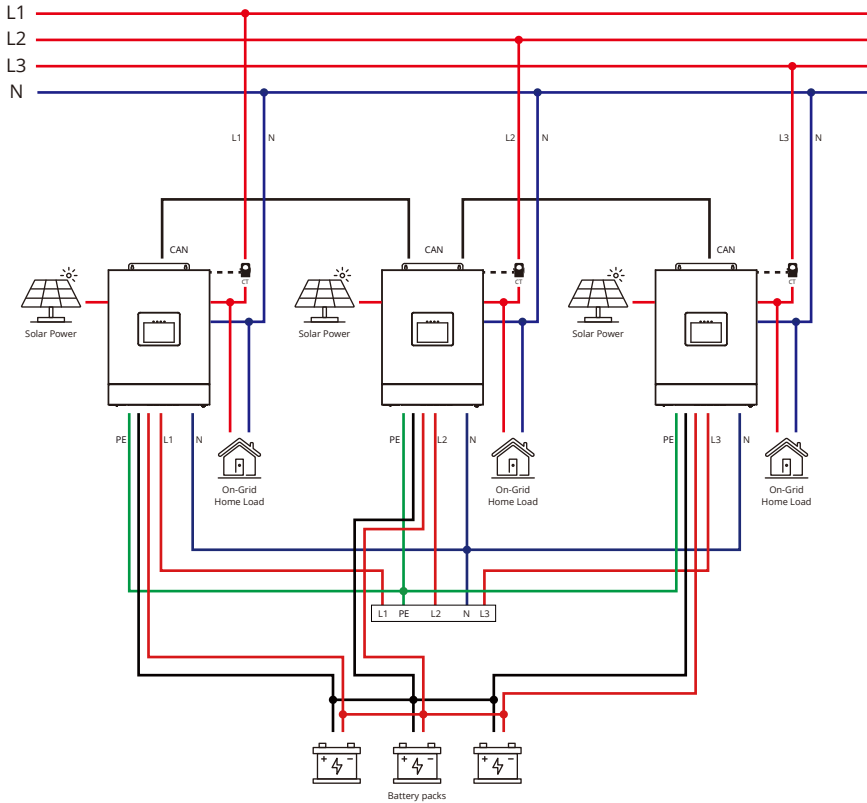 L1
L2
L3
N
L1
N
L2
N
L3
N
CAN
CAN
CAN
CT
CT
CT
Solar Power
Solar Power
Solar Power
PE
L1
N
PE
L2
N
PE
L3
N
On-Grid
Home Load
On-Grid
Home Load
On-Grid
Home Load
L1 PE L2 N L3
+ -
+ -
+ -
Battery packs